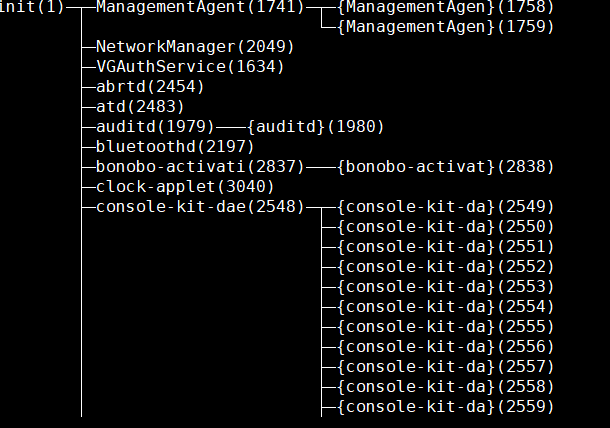 init(1)─┬─ManagementAgent(1741)─┬─{ManagementAgen}(1758)
├─{ManagementAgen}(1759)
├─NetworkManager(2049)
├─VGAuthService(1634)
├─abrtd(2454)
├─atd(2483)
├─auditd(1979)───{auditd}(1980)
├─bluetoothd(2197)
├─bonobo-activati(2837)───{bonobo-activat}(2838)
├─clock-applet(3040)
├─console-kit-dae(2548)─┬─{console-kit-da}(2549)
├─{console-kit-da}(2550)
├─{console-kit-da}(2551)
├─{console-kit-da}(2552)
├─{console-kit-da}(2553)
├─{console-kit-da}(2554)
├─{console-kit-da}(2555)
├─{console-kit-da}(2556)
├─{console-kit-da}(2557)
├─{console-kit-da}(2558)
├─{console-kit-da}(2559)